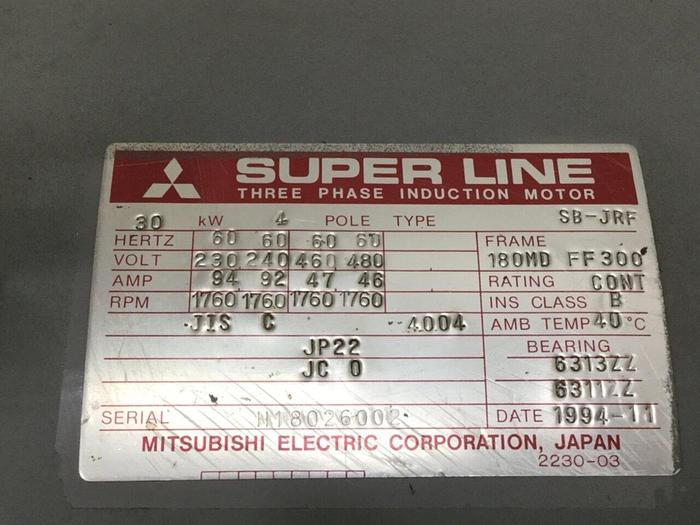 SUPER LINE
THREE PHASE INDUCTION MOTOR
30 kW 4 POLE TYPE SB-JRF
HERTZ 60 60 60 60 FRAME
VOLT 230 240 460 480 180MD FF300
AMP 94 92 47 46 RATING CONT
RPM 1760 1760 1760 1760 INS CLASS B
JIS C 4004 AMB TEMP 40 °C
JP22 BEARING
JC 0 6313ZZ
6311ZZ
SERIAL M18026002 DATE 1994-11
MITSUBISHI ELECTRIC CORPORATION, JAPAN
2230-03